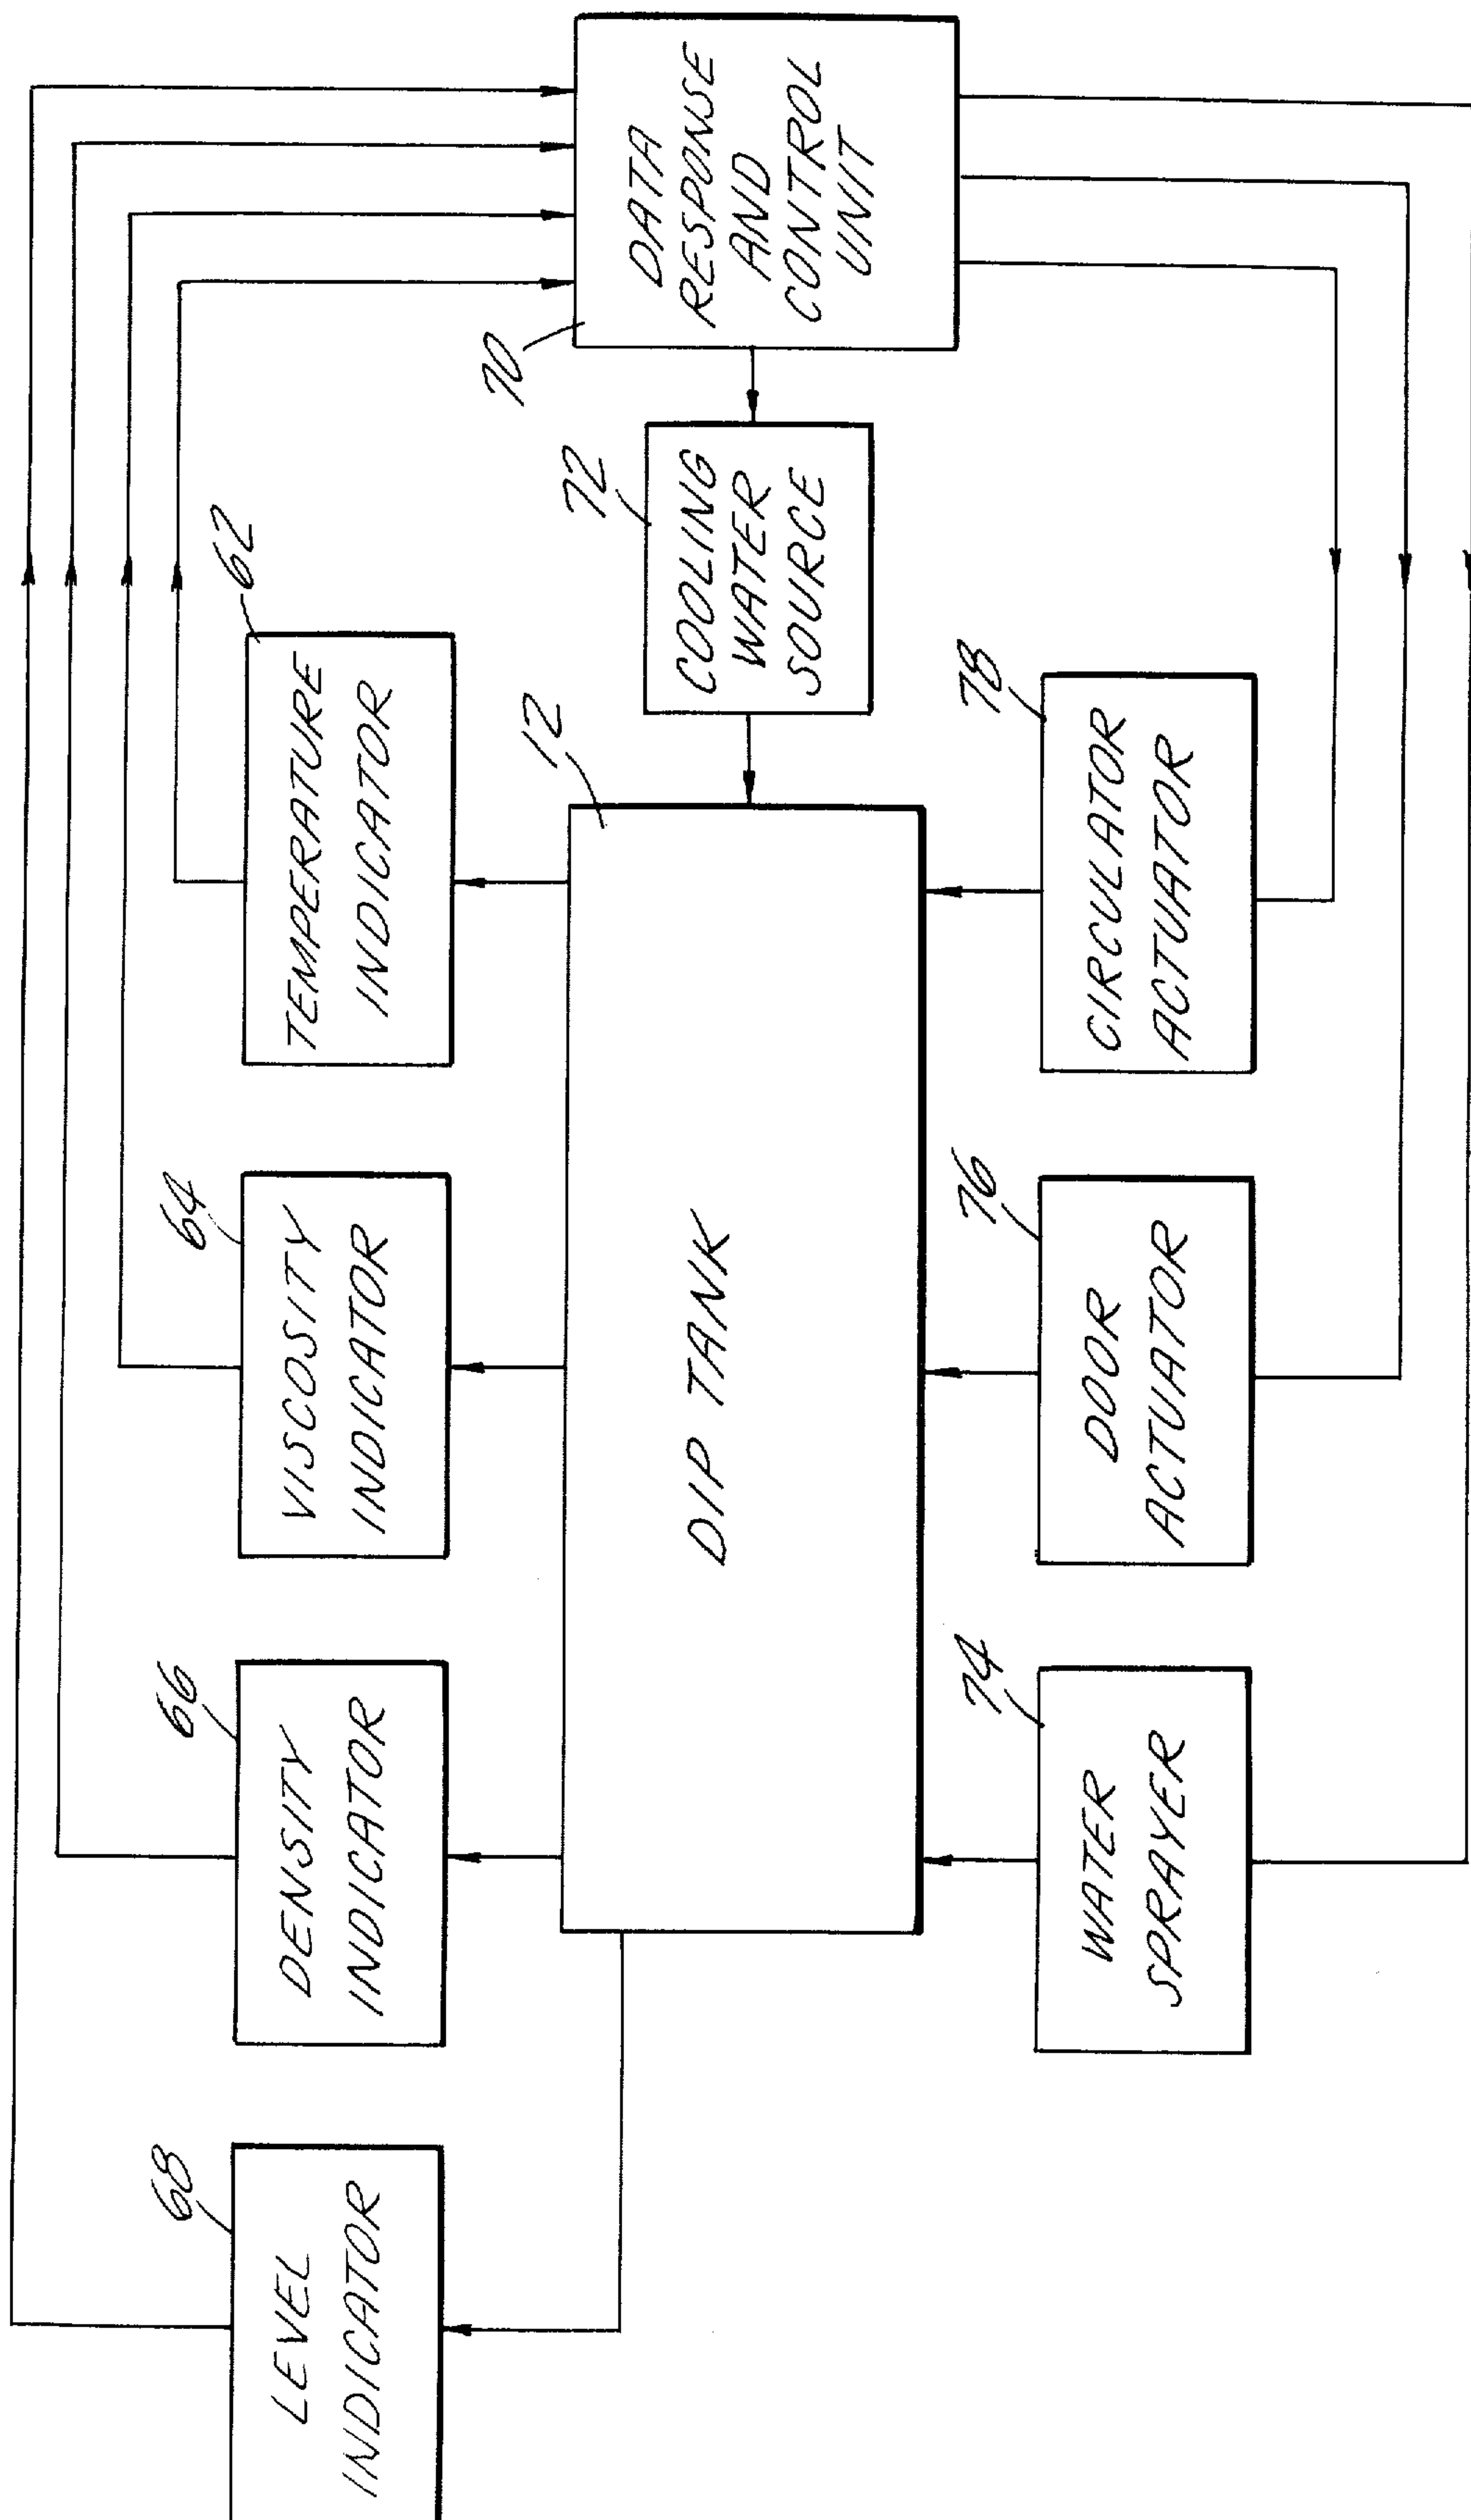 68
LEVEL
INDICATOR
66
DENSITY
INDICATOR
64
VISCOSITY
INDICATOR
62
TEMPERATURE
INDICATOR
12
DIP TANK
72
COOLING
WATER
SOURCE
70
DATA
RESPONSE
AND
CONTROL
UNIT
74
WATER
SPRAYER
76
DOOR
ACTUATOR
78
CIRCULATOR
ACTUATOR